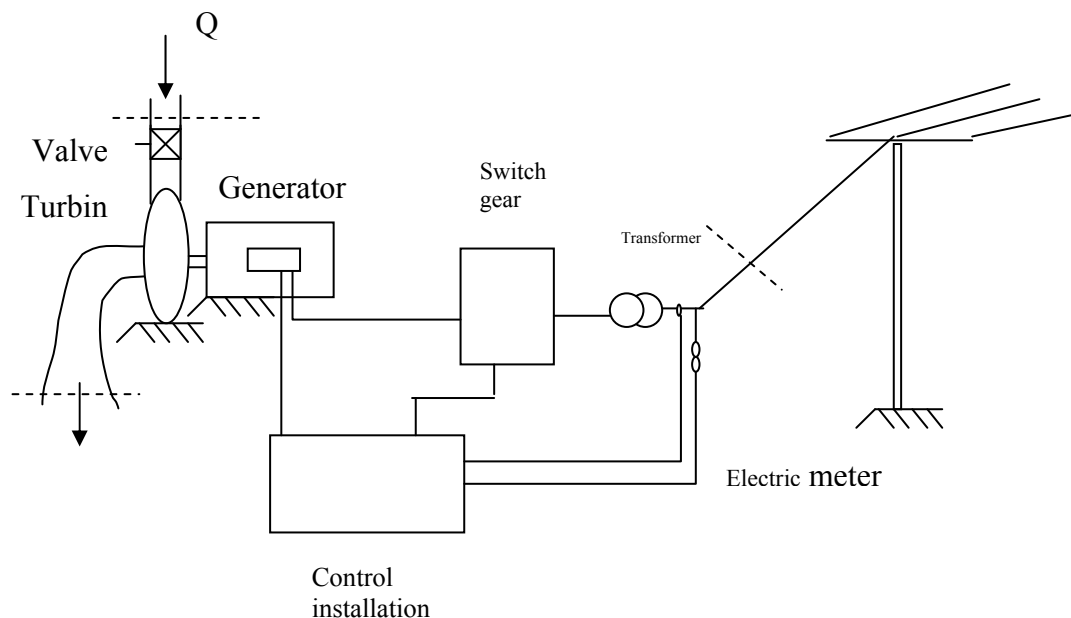 Q
Valve
Turbin
Generator
Switch
gear
Transformer
Electric meter
Control
installation